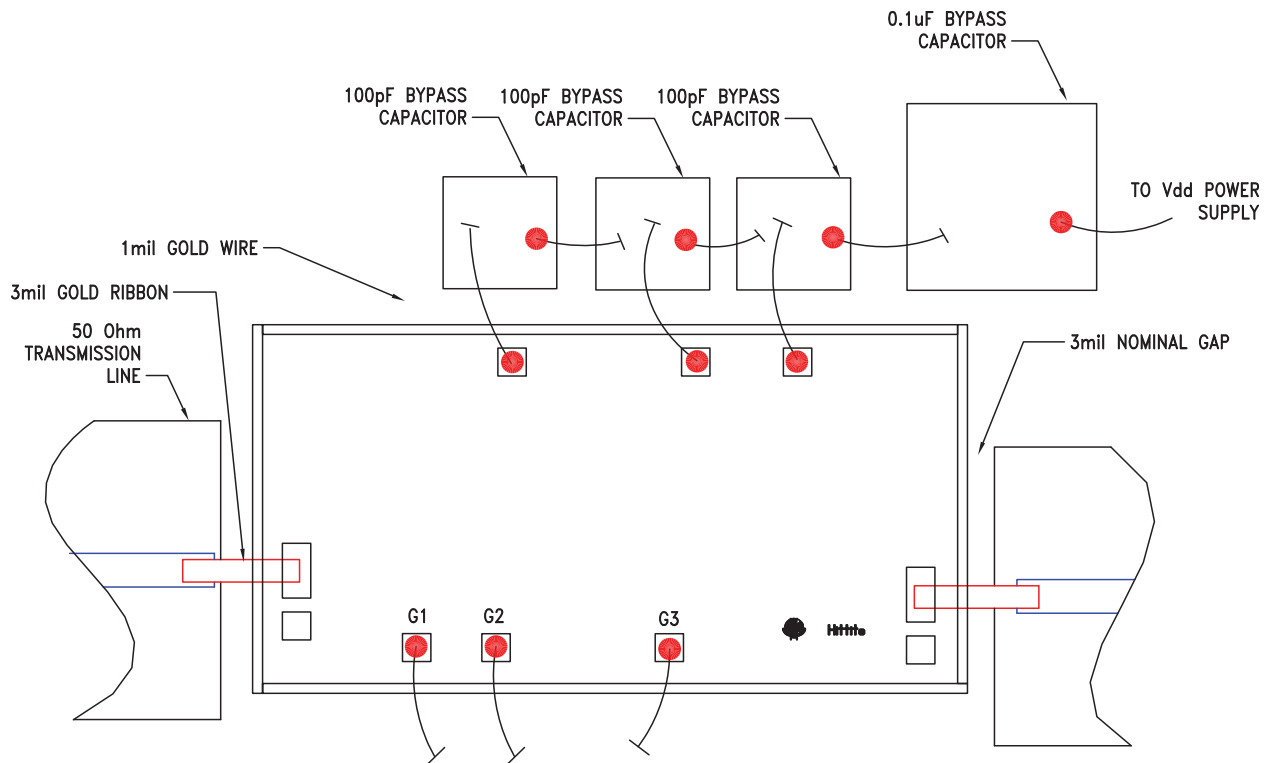 0.1uF BYPASS
CAPACITOR
100pF BYPASS
CAPACITOR
100pF BYPASS
CAPACITOR
100pF BYPASS
CAPACITOR
TO Vdd POWER
SUPPLY
1mil GOLD WIRE
3mil GOLD RIBBON
50 Ohm
TRANSMISSION
LINE
3mil NOMINAL GAP
G1
G2
G3
Hittite